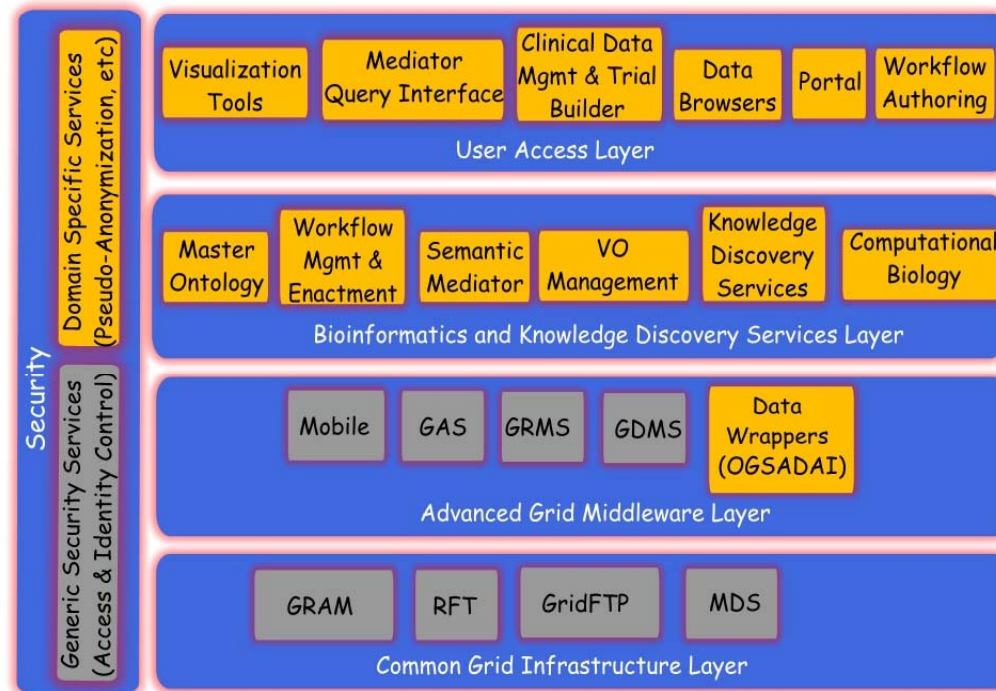 Security
Domain Specific Services
(Pseudo-Anonymization, etc)
Generic Security Services
(Access & Identity Control)
Visualization
Tools
Mediator
Query Interface
Clinical Data
Mgmt & Trial
Builder
Data
Browsers
Portal
Workflow
Authoring
User Access Layer
Master
Ontology
Workflow
Mgmt &
Enactment
Semantic
Mediator
VO
Management
Knowledge
Discovery
Services
Computational
Biology
Bioinformatics and Knowledge Discovery Services Layer
Mobile
GAS
GRMS
GDMS
Data
Wrappers
(OGSADAI)
Advanced Grid Middleware Layer
GRAM
RFT
GridFTP
MDS
Common Grid Infrastructure Layer